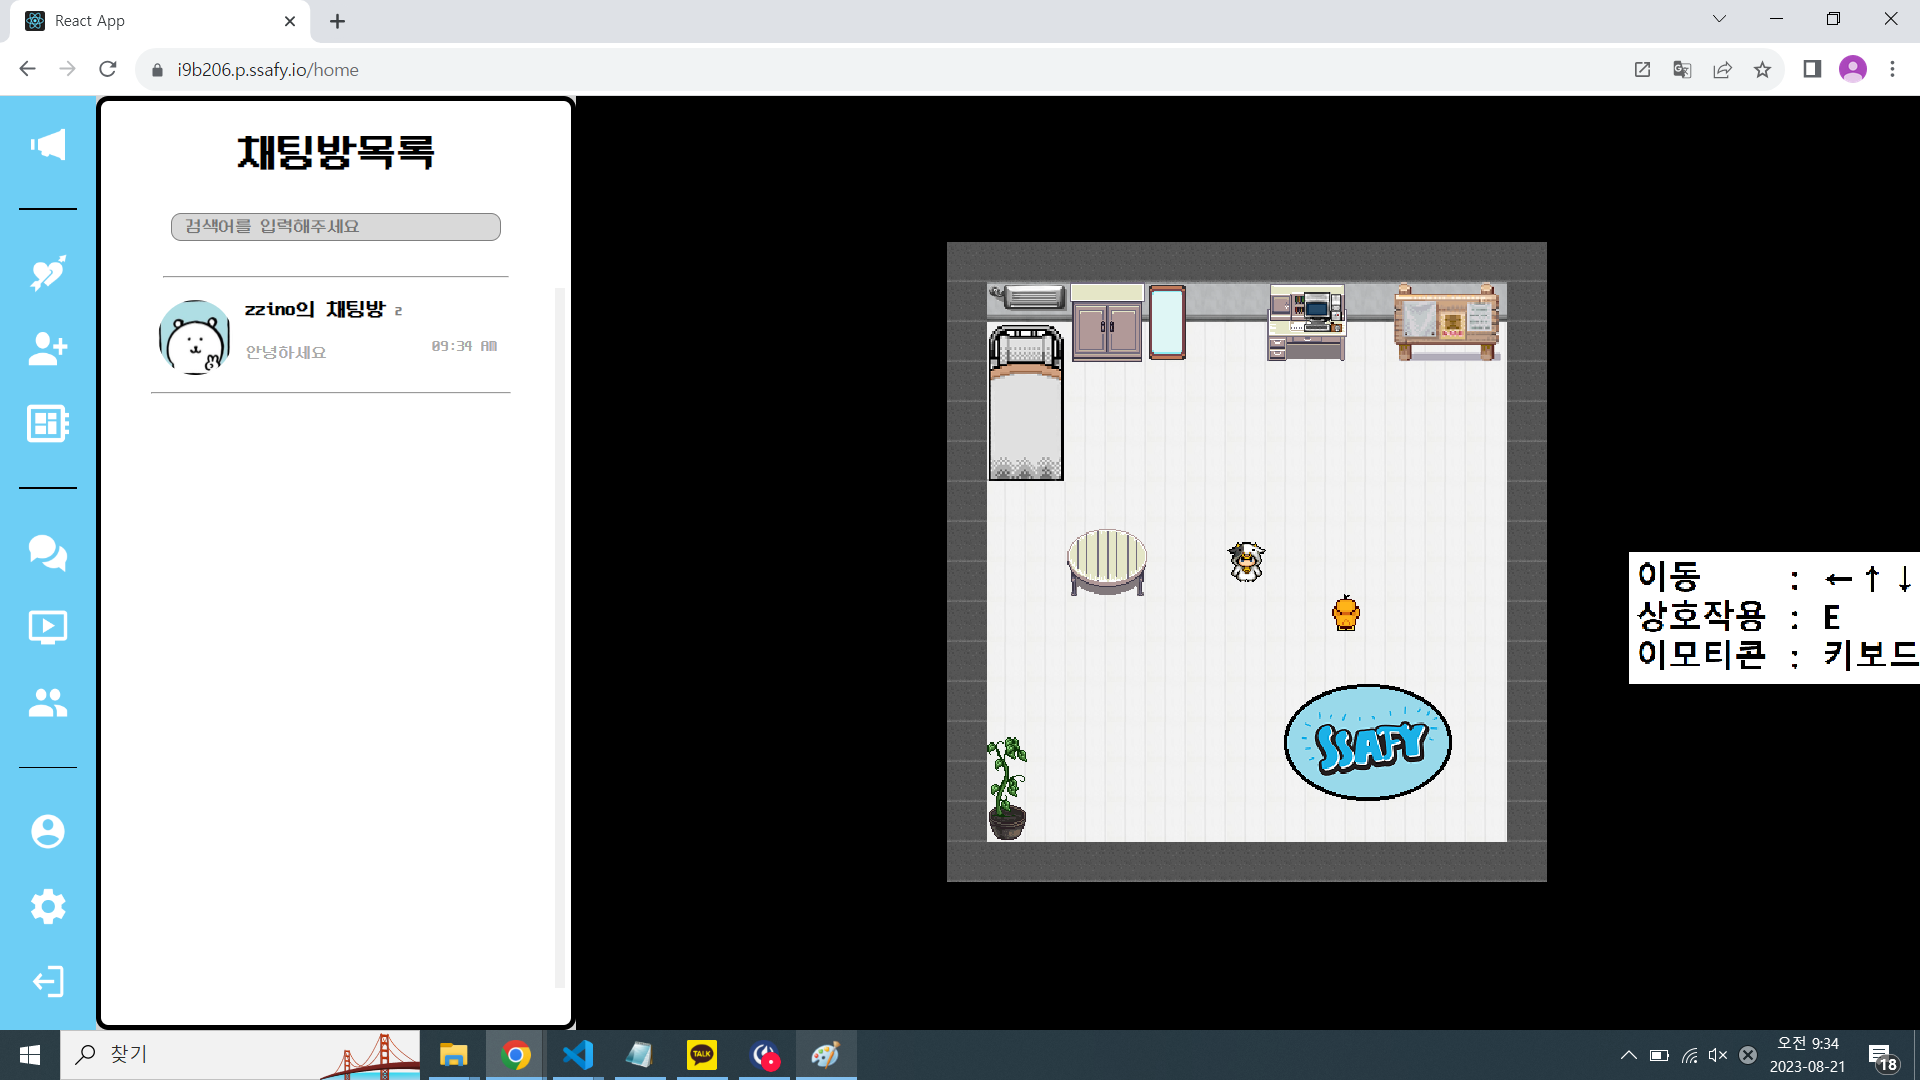 React App
i9b206.p.ssafy.io/home
채팅방목록
검색어를 입력해주세요
zzino의 채팅방 2
안녕하세요
09:34 AM
SSAFY
이동 : ← ↑ ↓
상호작용 : E
이모티콘 : 키보드
찾기
TALK
오전 9:34
2023-08-21
18